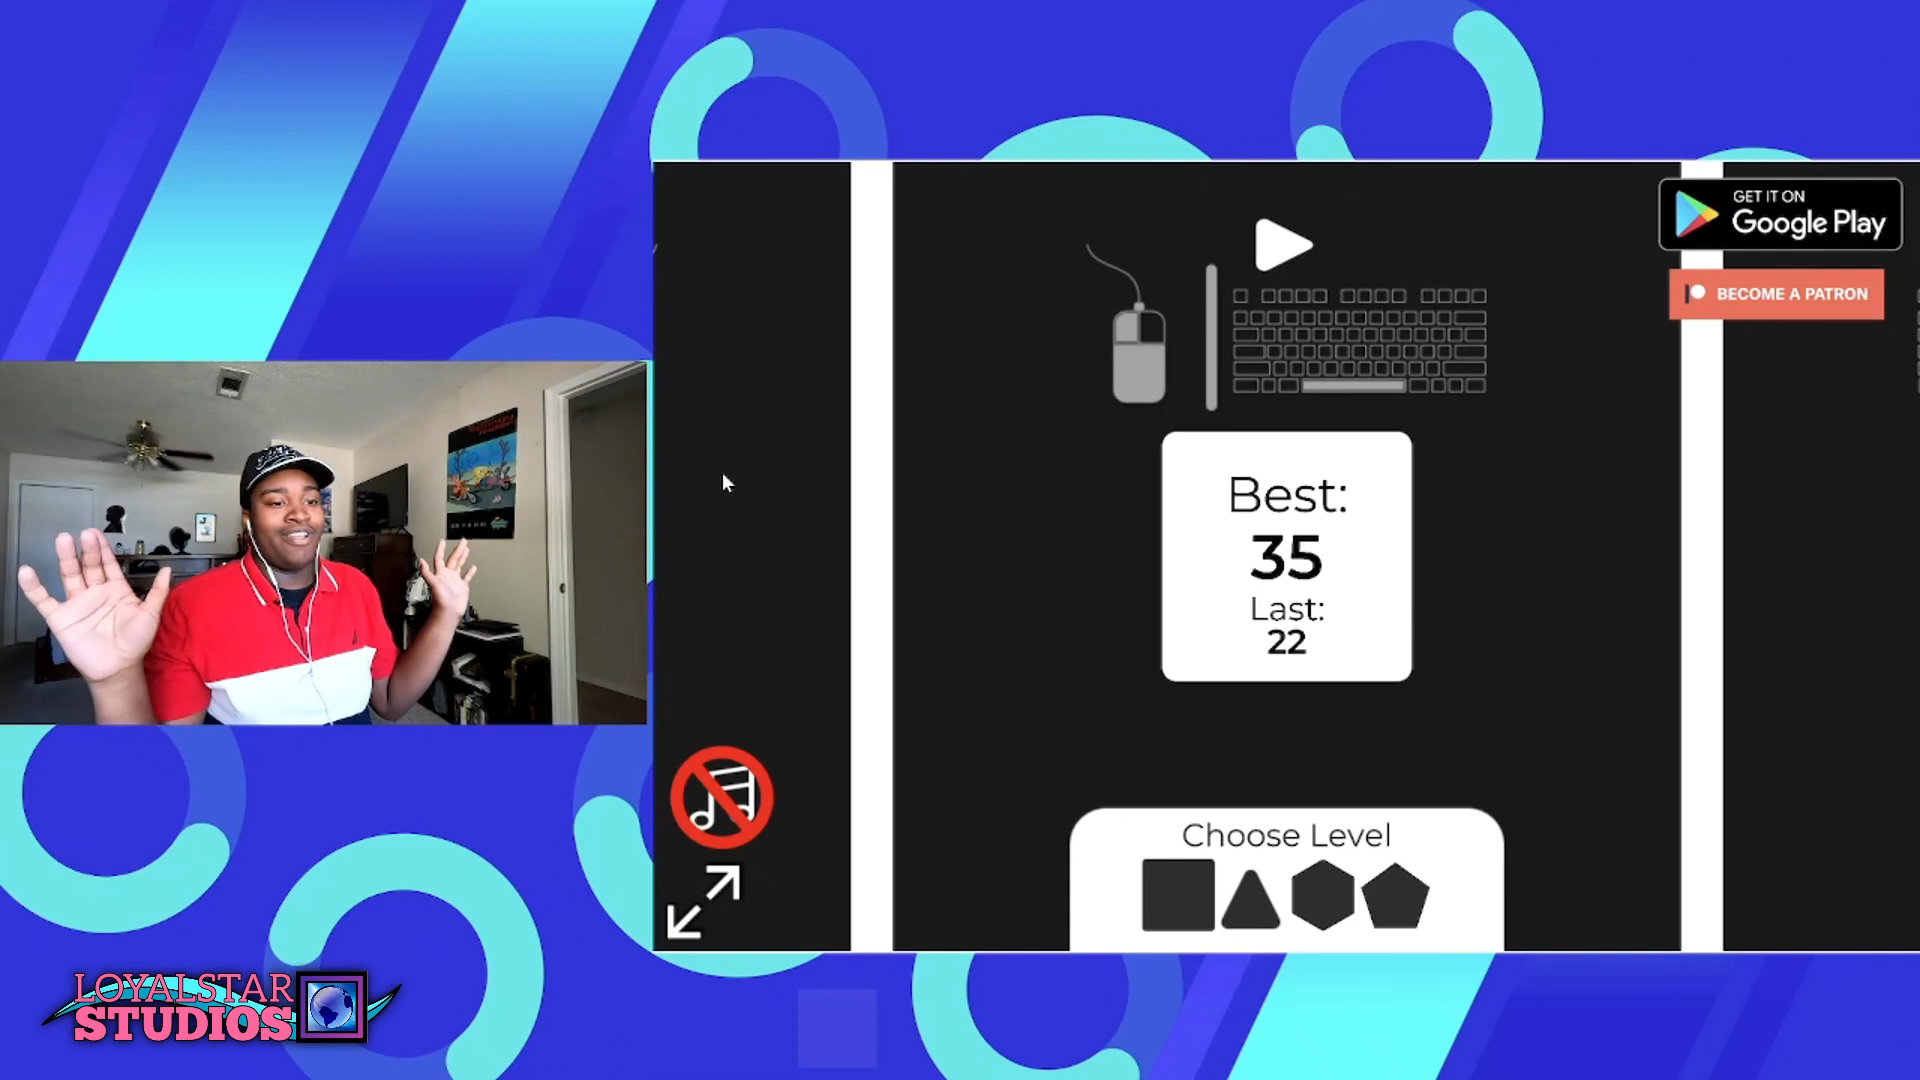 GET IT ON
Google Play
BECOME A PATRON
Best:
35
Last:
22
Choose Level
LOYALSTAR
STUDIOS